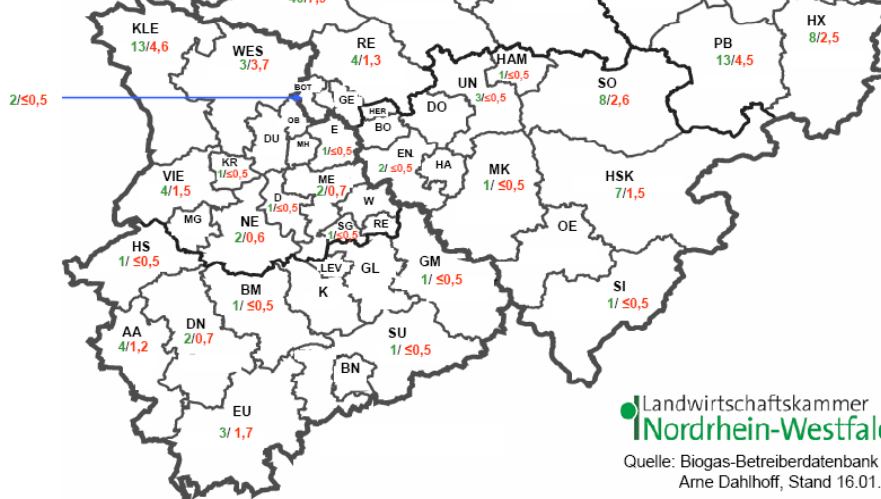 KLE
13/4,6
WES
3/3,7
RE
4/1,3
HAM
1/≤0,5
UN
3/≤0,5
SO
8/2,6
PB
13/4,5
HX
8/2,5
2/≤0,5
BOT
GE
HER
DO
OB
BO
DU
MH
E
1/≤0,5
EN
2/ ≤0,5
HA
MK
1/ ≤0,5
HSK
7/1,5
VIE
4/1,5
KR
1/≤0,5
ME
2/0,7
D
1/≤0,5
W
MG
NE
2/0,6
SG
1/≤0,5
RE
OE
HS
1/ ≤0,5
LEV
GL
GM
1/ ≤0,5
K
BM
1/ ≤0,5
SI
1/ ≤0,5
AA
4/1,2
DN
2/0,7
SU
1/ ≤0,5
BN
EU
3/ 1,7
Landwirtschaftskammer
Nordrhein-Westfale
Quelle: Biogas-Betreiberdatenbank
Arne Dahlhoff, Stand 16.01.